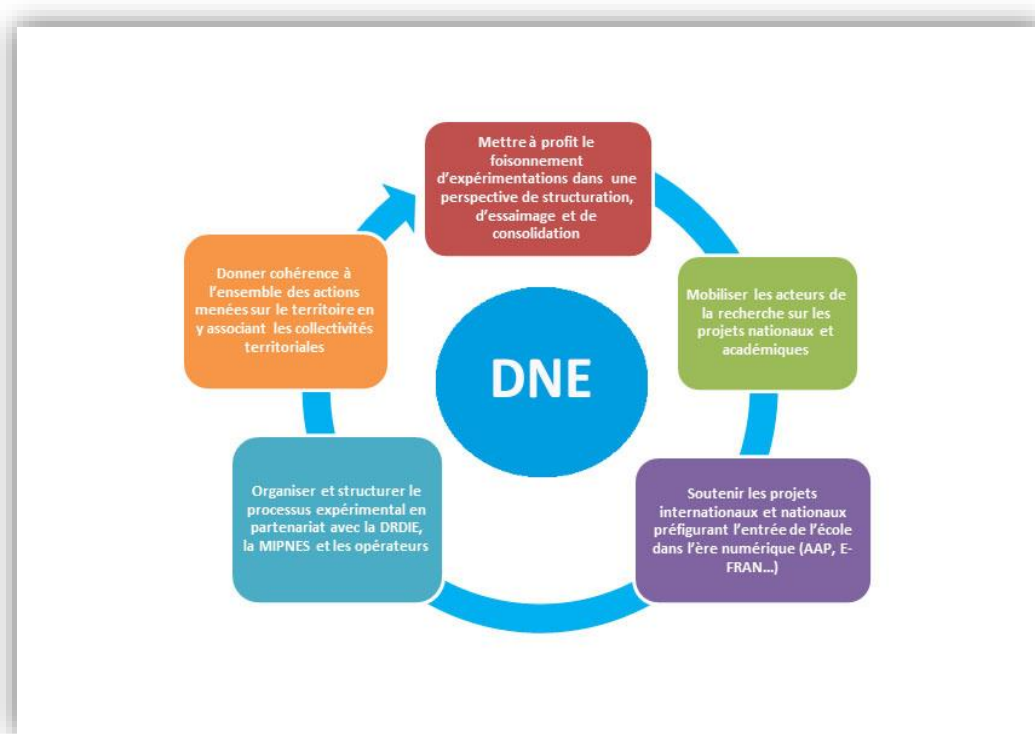 Mettre à profit le
foisonnement
d'expérimentations dans une
perspective de structuration,
d'essaimage et de
consolidation
Mobiliser les acteurs de
la recherche sur les
projets nationaux et
académiques
Soutenir les projets
internationaux et nationaux
préfigurant l'entrée de l'école
dans l'ère numérique (AAP, E-
FRAN...)
Organiser et structurer le
processus expérimental en
partenariat avec la DRDIE,
la MIPNES et les opérateurs
Donner cohérence à
l'ensemble des actions
menées sur le territoire en
y associant les collectivités
territoriales
DNE